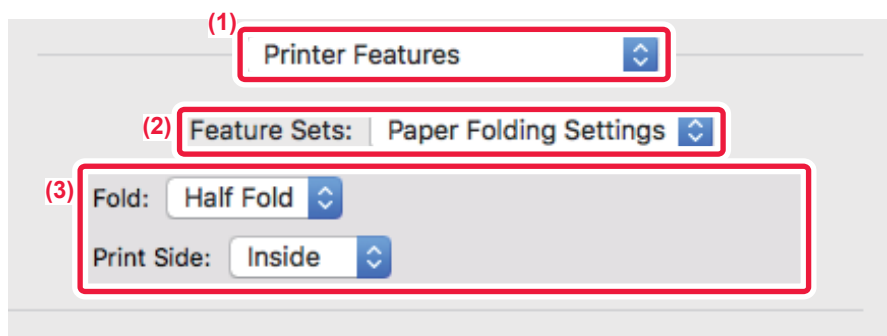 (1)
Printer Features
(2) Feature Sets: Paper Folding Settings
(3)
Fold: Half Fold
Print Side: Inside